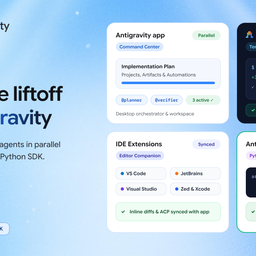 ity
e liftoff
ravity
agents in parallel
Python SDK.
X
Antigravity app
Parallel
Command Center
Implementation Plan
Projects, Artifacts & Automations
@planner
@verifier
3 active ✓
Desktop orchestrator & workspace
IDE Extensions
Synced
Editor Companion
VS Code
JetBrains
Visual Studio
Zed & Xcode
✓ Inline diffs & ACP synced with app
Ant